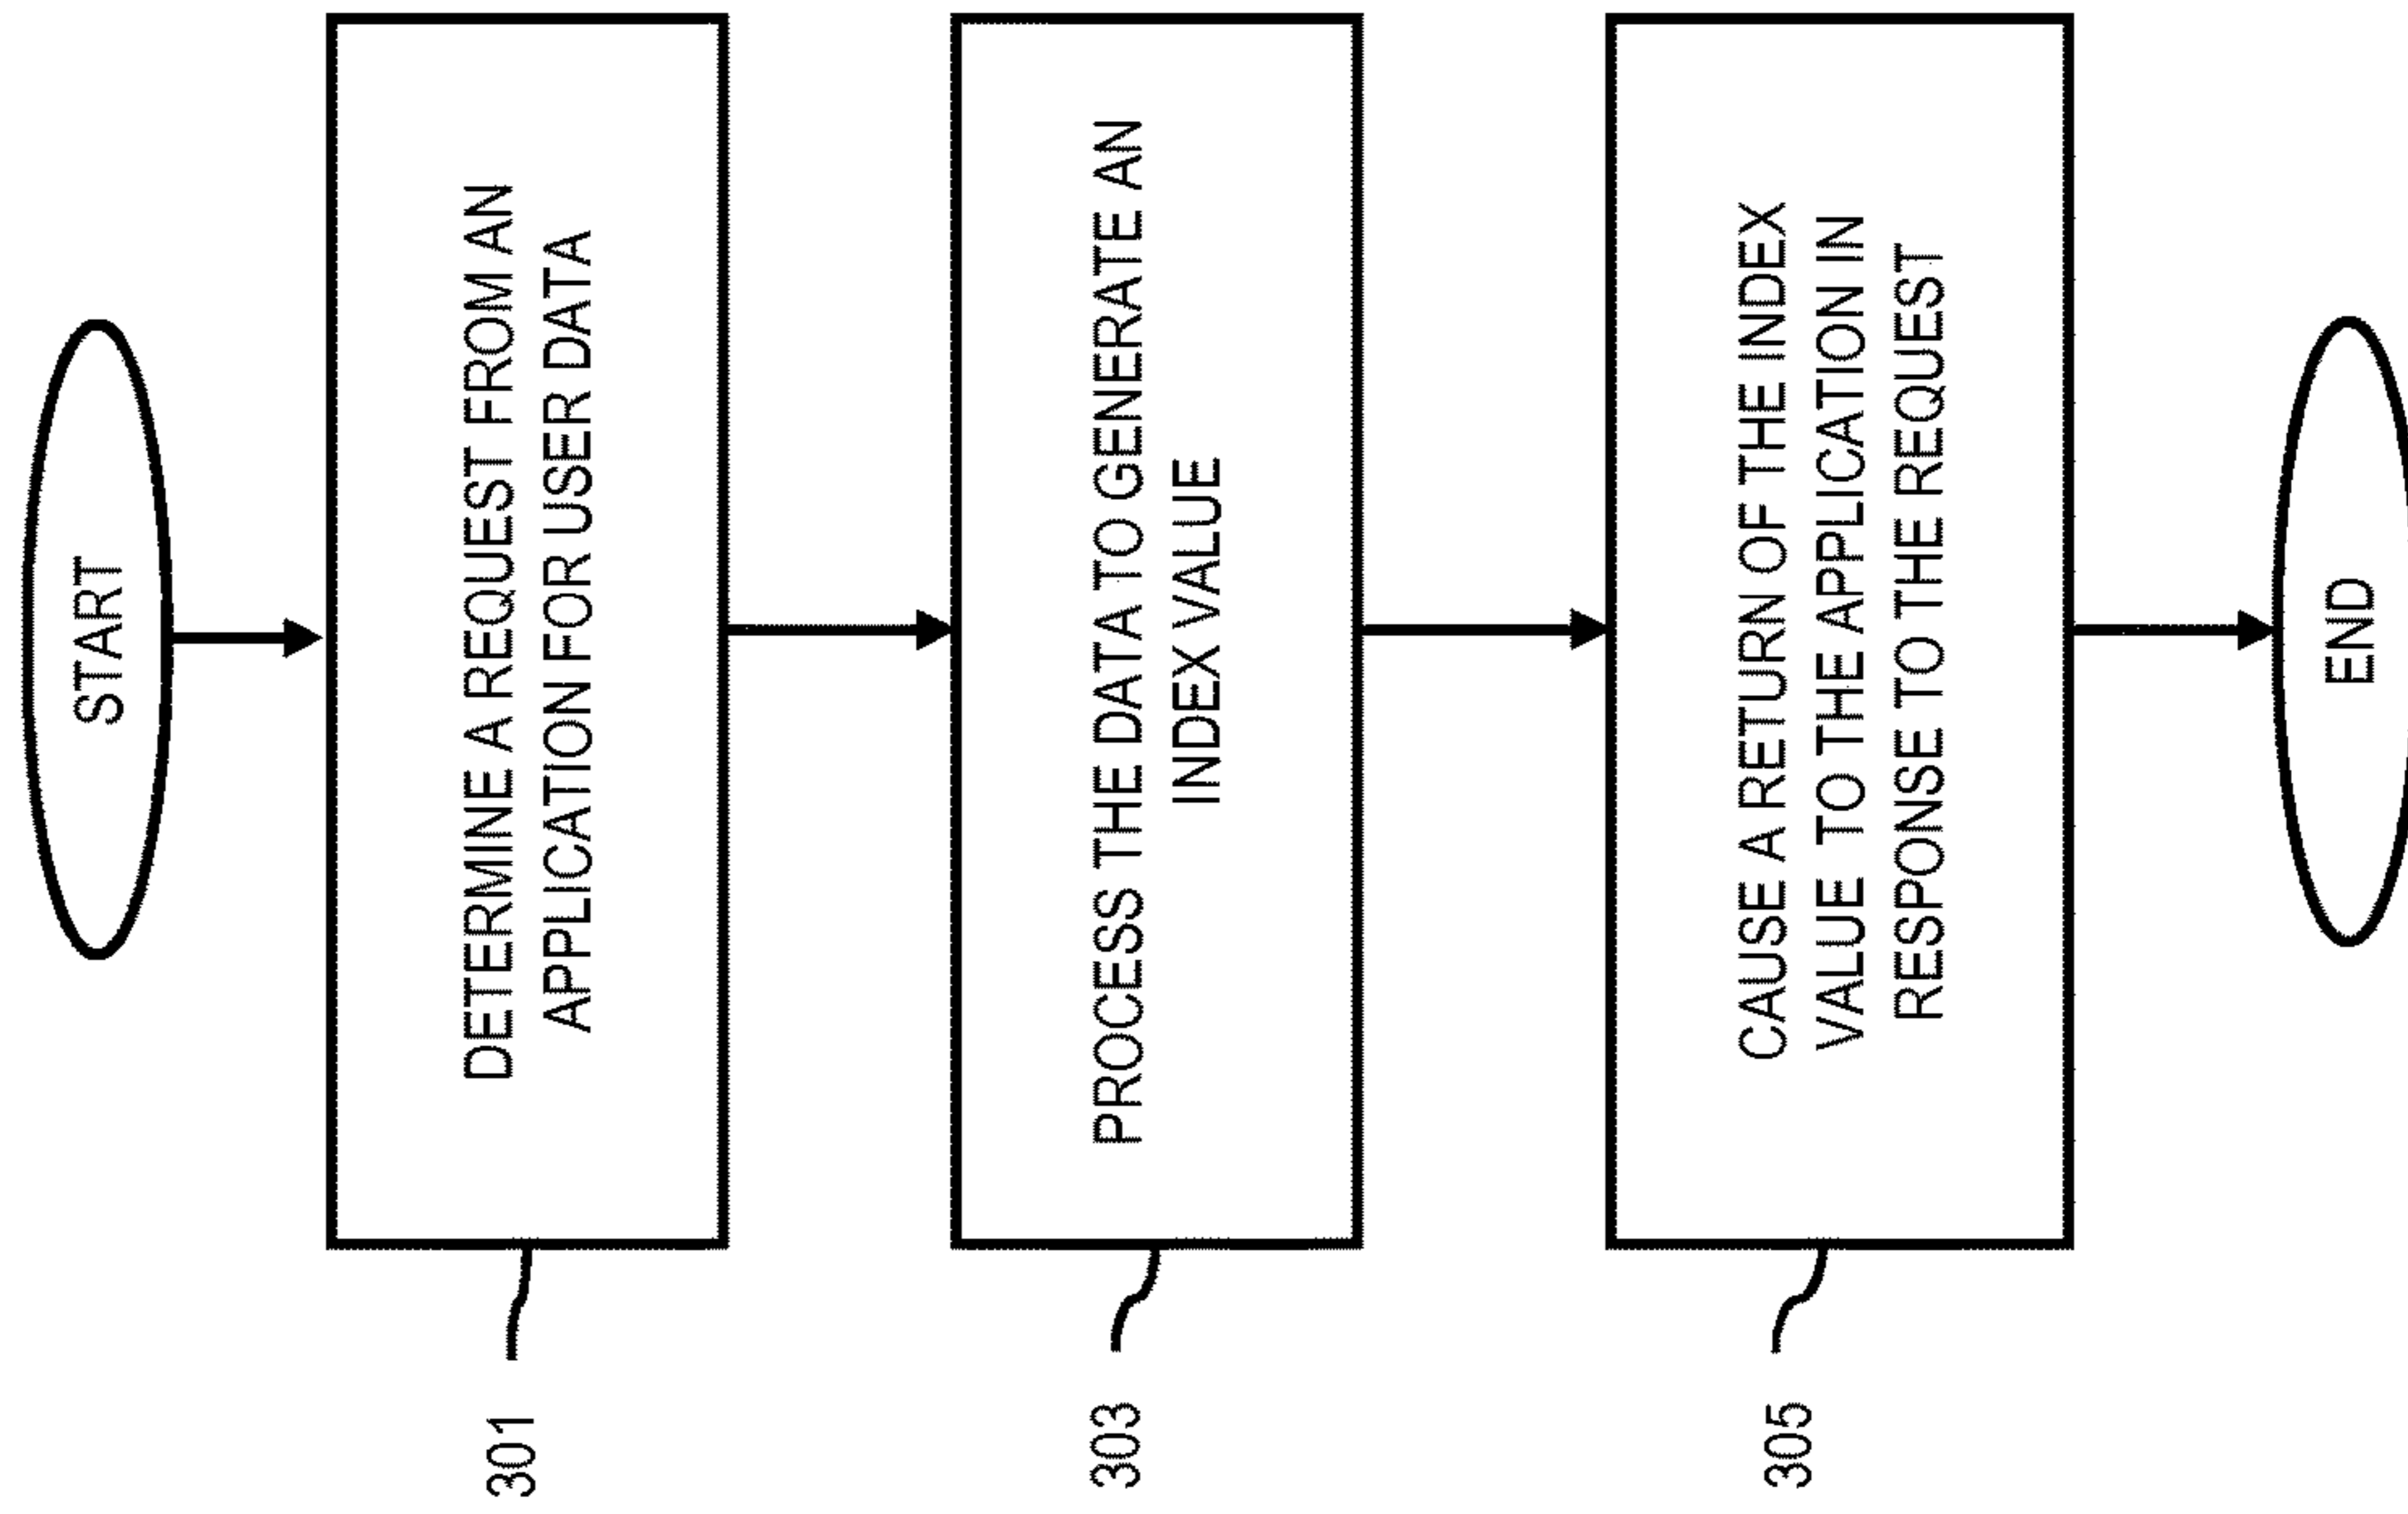 START
DETERMINE A REQUEST FROM AN
APPLICATION FOR USER DATA
301
PROCESS THE DATA TO GENERATE AN
INDEX VALUE
303
CAUSE A RETURN OF THE INDEX
VALUE TO THE APPLICATION IN
RESPONSE TO THE REQUEST
305
END